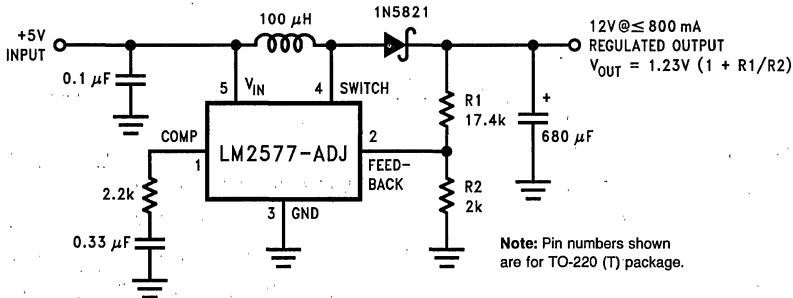 +5V
INPUT
100 μH
1N5821
12V@≤ 800 mA
REGULATED OUTPUT
VOUT = 1.23V (1 + R1/R2)
0.1 μF
5
VIN
4
SWITCH
R1
17.4k
+
680 μF
COMP
1
LM2577-ADJ
2
FEED-
BACK
2.2k
3
GND
R2
2k
0.33 μF
Note: Pin numbers shown
are for TO-220 (T) package.